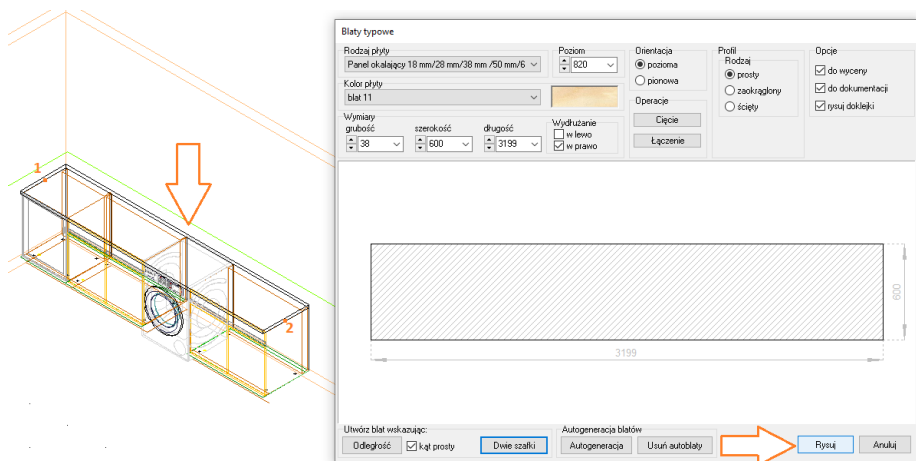 Blaty typowe
Rodzaj płyty
Panel okalający 18 mm/28 mm/38 mm /50 mm/6
Poziom
820
Orientacja
pozioma
pionowa
Profil
Rodzaj
prosty
zaokrąglony
ścięty
Opcje
do wyceny
do dokumentacji
rysuj doklejki
Kolor płyty
blat 11
Operacje
Cięcie
Łączenie
Wymiary
grubość szerokość długość
38 600 3199
Wydłużanie
w lewo
w prawo
1
2
600
3199
Utwórz blat wskazując:
Odległość kąt prosty Dwie szafki
Autogeneracja blatów
Autogeneracja Usuń autoblaty
Rysuj Anuluj